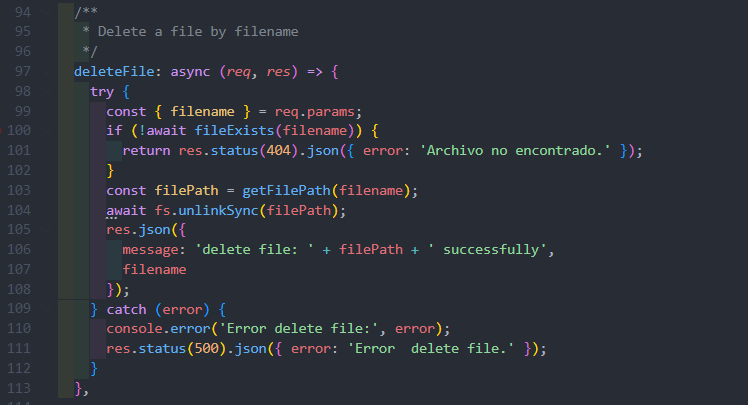 94 /**
95 * Delete a file by filename
96 */
97 deleteFile: async (req, res) => {
98 try {
99 const { filename } = req.params;
100 if (!await fileExists(filename)) {
101 return res.status(404).json({ error: 'Archivo no encontrado.' });
102 }
103 const filePath = getFilePath(filename);
104 await fs.unlinkSync(filePath);
105 res.json({
106 message: 'delete file: ' + filePath + ' successfully',
107 filename
108 });
109 } catch (error) {
110 console.error('Error delete file:', error);
111 res.status(500).json({ error: 'Error  delete file.' });
112 }
113 },